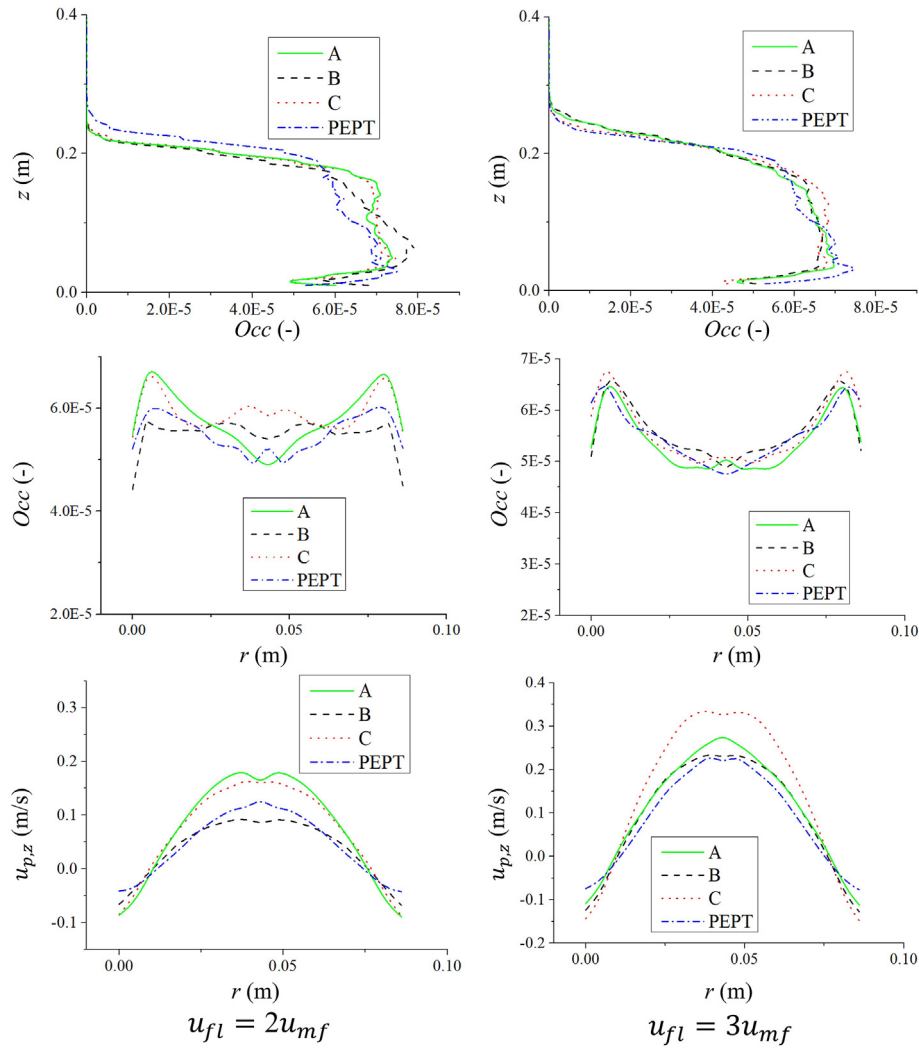 0.4
0.2
0.0
z (m)
A
B
C
PEPT
0.0
2.0E-5
4.0E-5
6.0E-5
8.0E-5
Occ (-)
0.4
0.2
0.0
z (m)
A
B
C
PEPT
0.0
2.0E-5
4.0E-5
6.0E-5
8.0E-5
Occ (-)
6.0E-5
4.0E-5
2.0E-5
Occ (-)
A
B
C
PEPT
0.00
0.05
0.10
r (m)
7E-5
6E-5
5E-5
4E-5
3E-5
2E-5
Occ (-)
A
B
C
PEPT
0.00
0.05
0.10
r (m)
0.3
0.2
0.1
0.0
-0.1
u_{p,z} (m/s)
A
B
C
PEPT
0.00
0.05
0.10
r (m)
0.4
0.3
0.2
0.1
0.0
-0.1
-0.2
u_{p,z} (m/s)
A
B
C
PEPT
0.00
0.05
0.10
r (m)
u_{fl} = 2u_{mf}
u_{fl} = 3u_{mf}